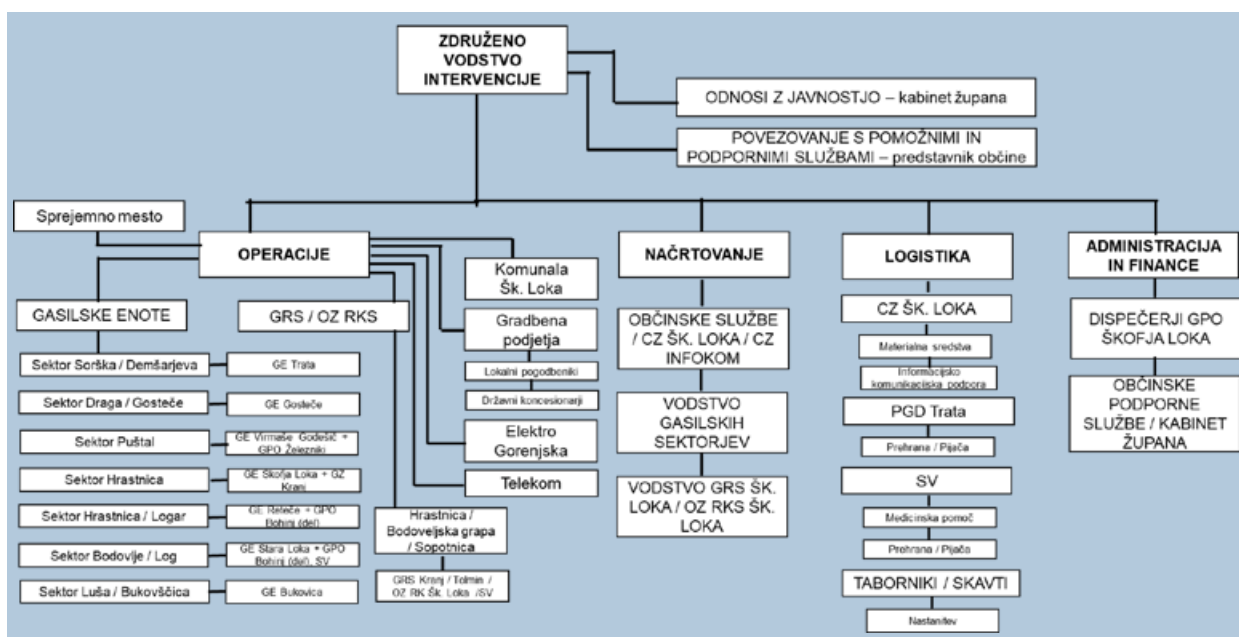 ZDRUŽENO
VODSTVO
INTERVENCIJE
ODNOSI Z JAVNOSTJO – kabinet župana
POVEZOVANJE S POMOŽNIMI IN
PODPORNIMI SLUŽBAMI – predstavnik občine
Sprejemno mesto
OPERACIJE
GASILSKE ENOTE
GRS / OZ RKS
Sektor Sorška / Demšarjeva
GE Trata
Sektor Draga / Gosteče
GE Gosteče
Sektor Puštal
GE Virmaše Godešič +
GPO Železniki
Sektor Hrastnica
GE Škofja Loka + GZ
Kranj
Sektor Hrastnica / Logar
GE Reteče + GPO
Bohinj (del)
Sektor Bodovlje / Log
GE Stara Loka + GPO
Bohinj (del), SV
Sektor Luša / Bukovščica
GE Bukovica
Komunala
Šk. Loka
Gradbena
podjetja
Lokalni pogodbeniki
Državni koncesionarji
Elektro
Gorenjska
Telekom
Hrastnica /
Bodoveljska grapa
/ Sopotnica
GRS Kranj / Tolmin /
OZ RK Šk. Loka /SV
NAČRTOVANJE
OBČINSKE SLUŽBE
/ CZ ŠK. LOKA / CZ
INFOKOM
VODSTVO
GASILSKIH
SEKTORJEV
VODSTVO GRS ŠK.
LOKA / OZ RKS ŠK.
LOKA
LOGISTIKA
CZ ŠK. LOKA
Materialna sredstva
Informacijsko
komunikacijska podpora
PGD Trata
Prehrana / Pijača
SV
Medicinska pomoč
Prehrana / Pijača
TABORNIKI / SKAVTI
Nastanitev
ADMINISTRACIJA
IN FINANCE
DISPEČERJI GPO
ŠKOFJA LOKA
OBČINSKE
PODPORNE
SLUŽBE / KABINET
ŽUPANA